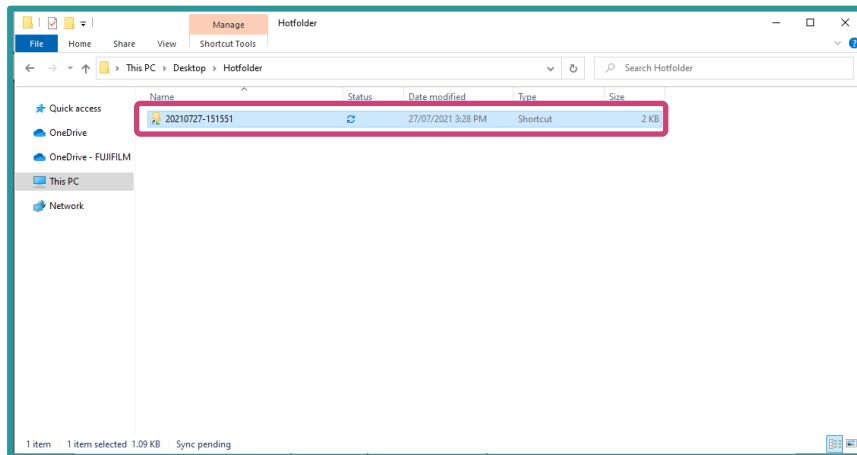 Manage Hotfolder
File Home Share View Shortcut Tools
This PC > Desktop > Hotfolder Search Hotfolder
Name Status Date modified Type Size
Quick access
20210727-151551 27/07/2021 3:28 PM Shortcut 2 KB
OneDrive
OneDrive - FUJIFILM
This PC
Network
1 item 1 item selected 1.09 KB Sync pending